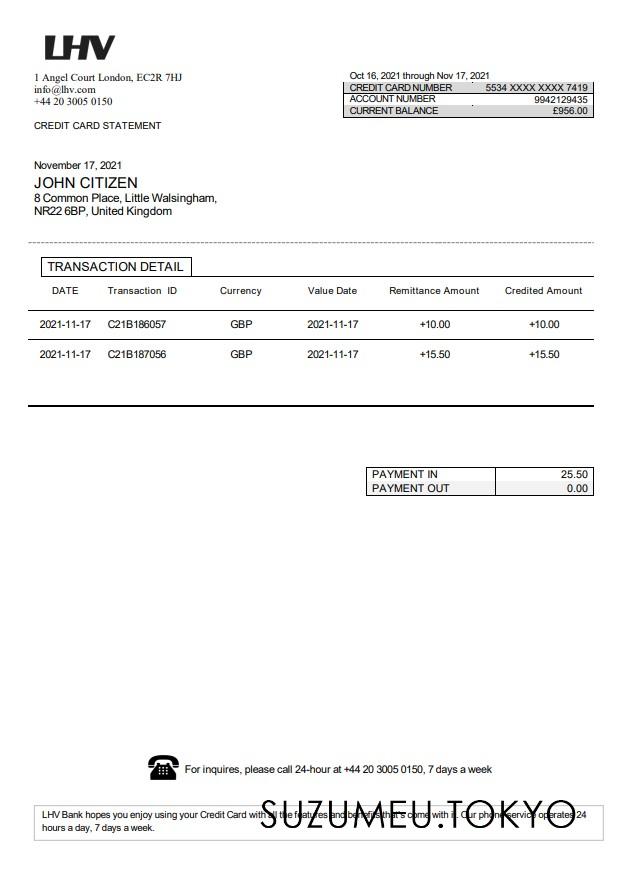 LHV
1 Angel Court London, EC2R 7HJ
info@lhv.com
+44 20 3005 0150
CREDIT CARD STATEMENT
Oct 16, 2021 through Nov 17, 2021
CREDIT CARD NUMBER 5534 XXXX XXXX 7419
ACCOUNT NUMBER 9942129435
CURRENT BALANCE £956.00
November 17, 2021
JOHN CITIZEN
8 Common Place, Little Walsingham,
NR22 6BP, United Kingdom
TRANSACTION DETAIL
DATE Transaction ID Currency Value Date Remittance Amount Credited Amount
2021-11-17 C21B186057 GBP 2021-11-17 +10.00 +10.00
2021-11-17 C21B187056 GBP 2021-11-17 +15.50 +15.50
PAYMENT IN 25.50
PAYMENT OUT 0.00
For inquires, please call 24-hour at +44 20 3005 0150, 7 days a week
SUZUMEU.TOKYO
LHV Bank hopes you enjoy using your Credit Card with all the features and benefits that's come with it. Our phone service operates 24
hours a day, 7 days a week.